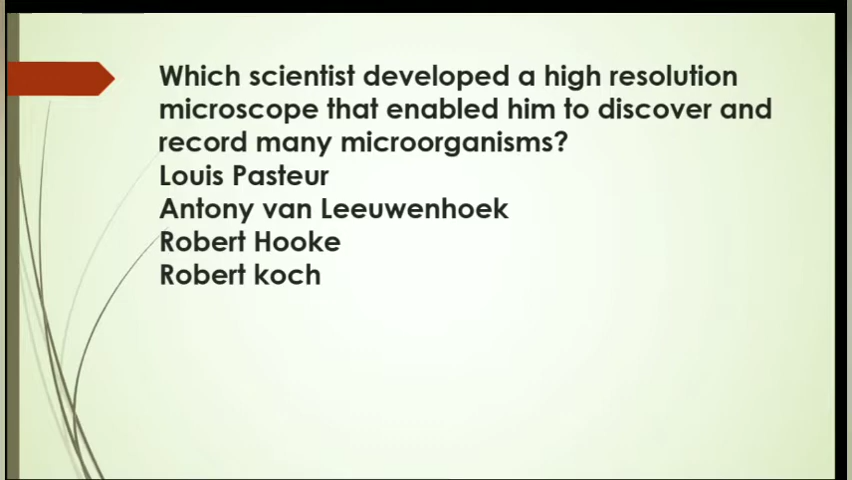 Which scientist developed a high resolution
microscope that enabled him to discover and
record many microorganisms?
Louis Pasteur
Antony van Leeuwenhoek
Robert Hooke
Robert koch